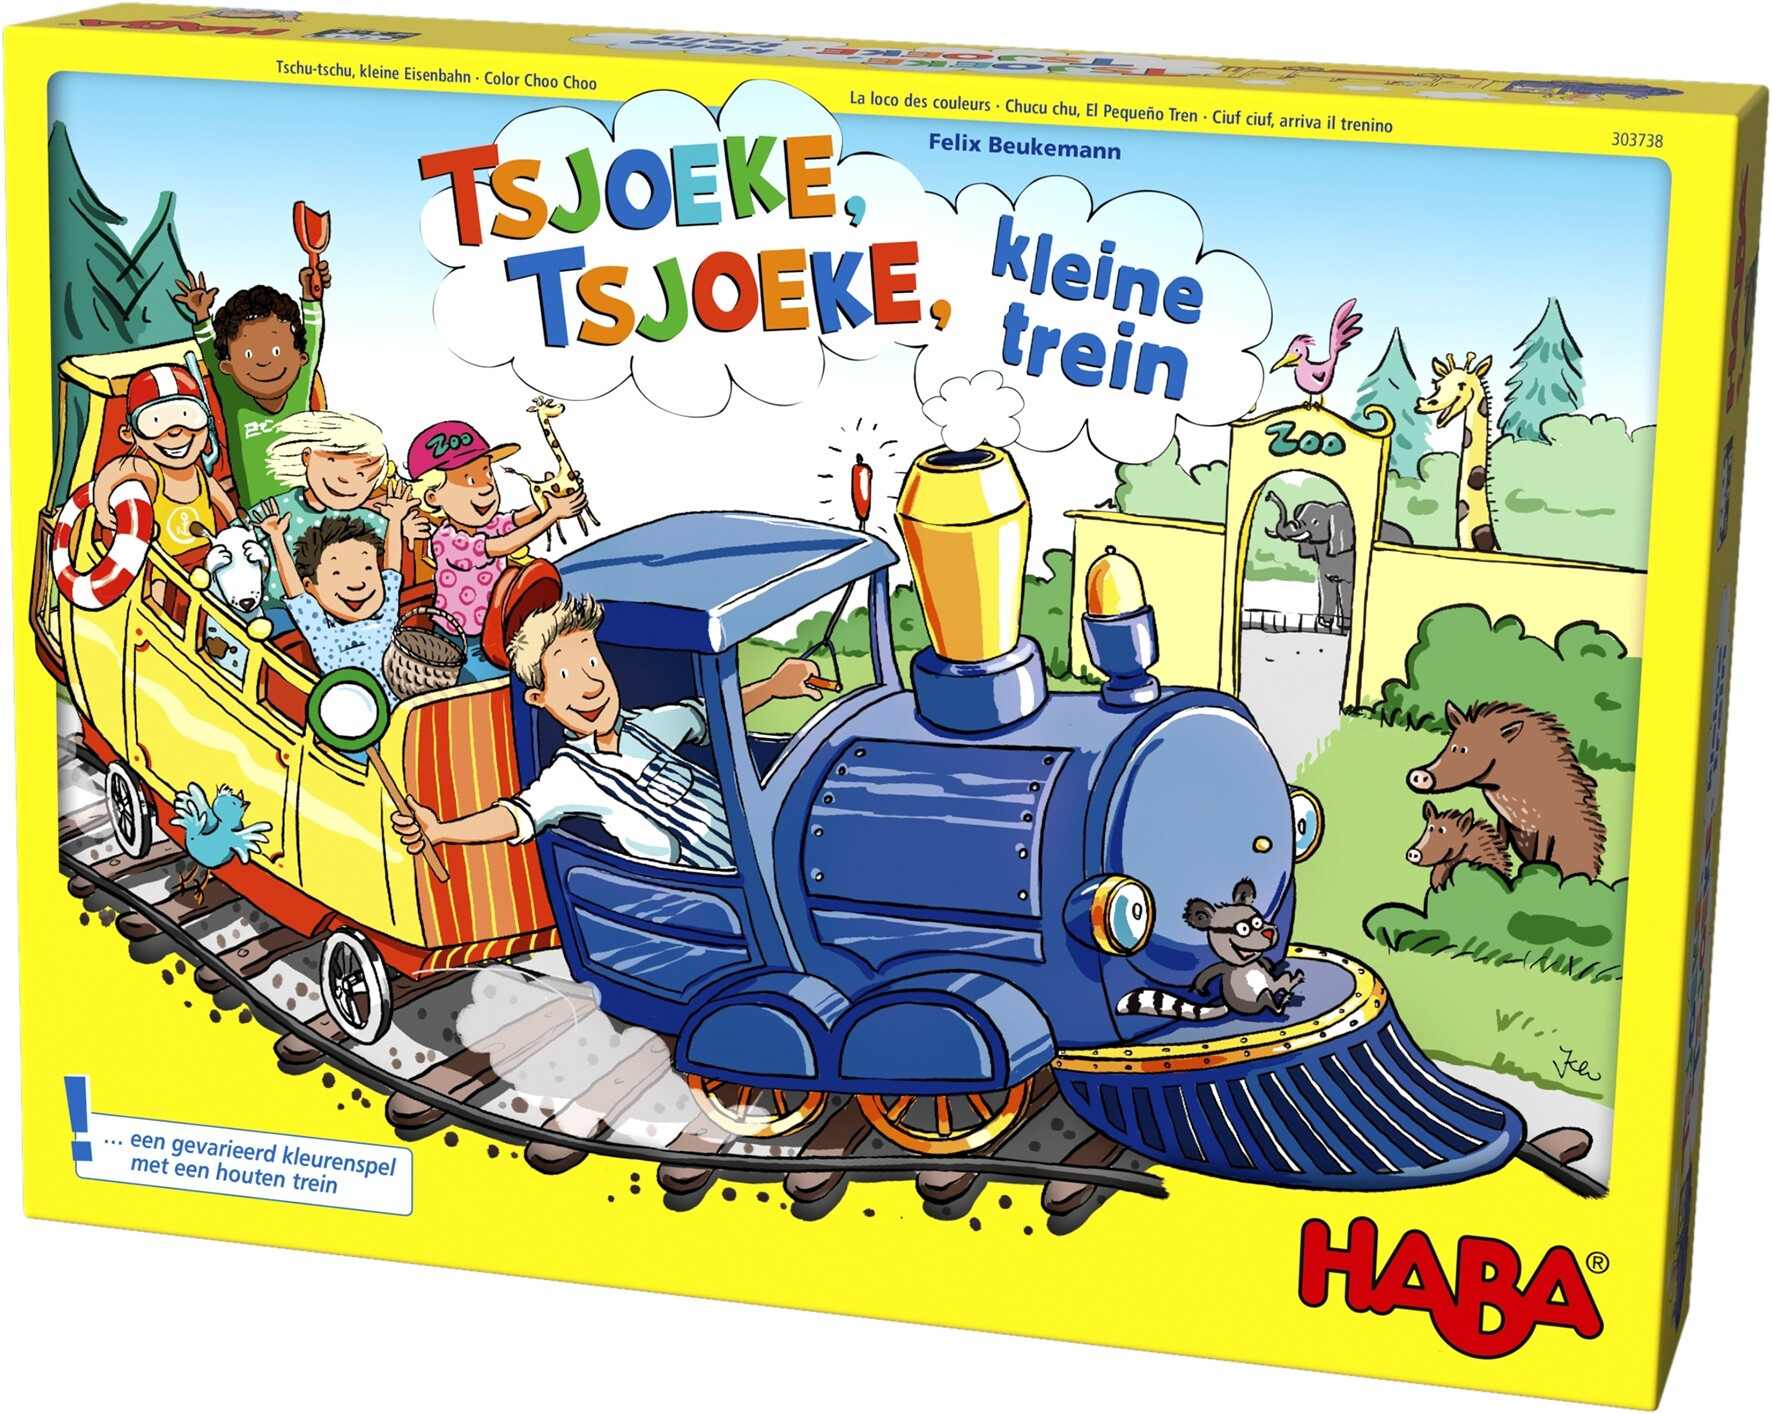 Tschu-tschu, kleine Eisenbahn · Color Choo Choo
La loco des couleurs · Chucu chu, El Pequeño Tren · Ciuf ciuf, arriva il trenino
303738
Felix Beukemann
TSJOEKE,
TSJOEKE,
kleine
trein
Zoo
Zoo
! ... een gevarieerd kleurenspel
met een houten trein
HABA®